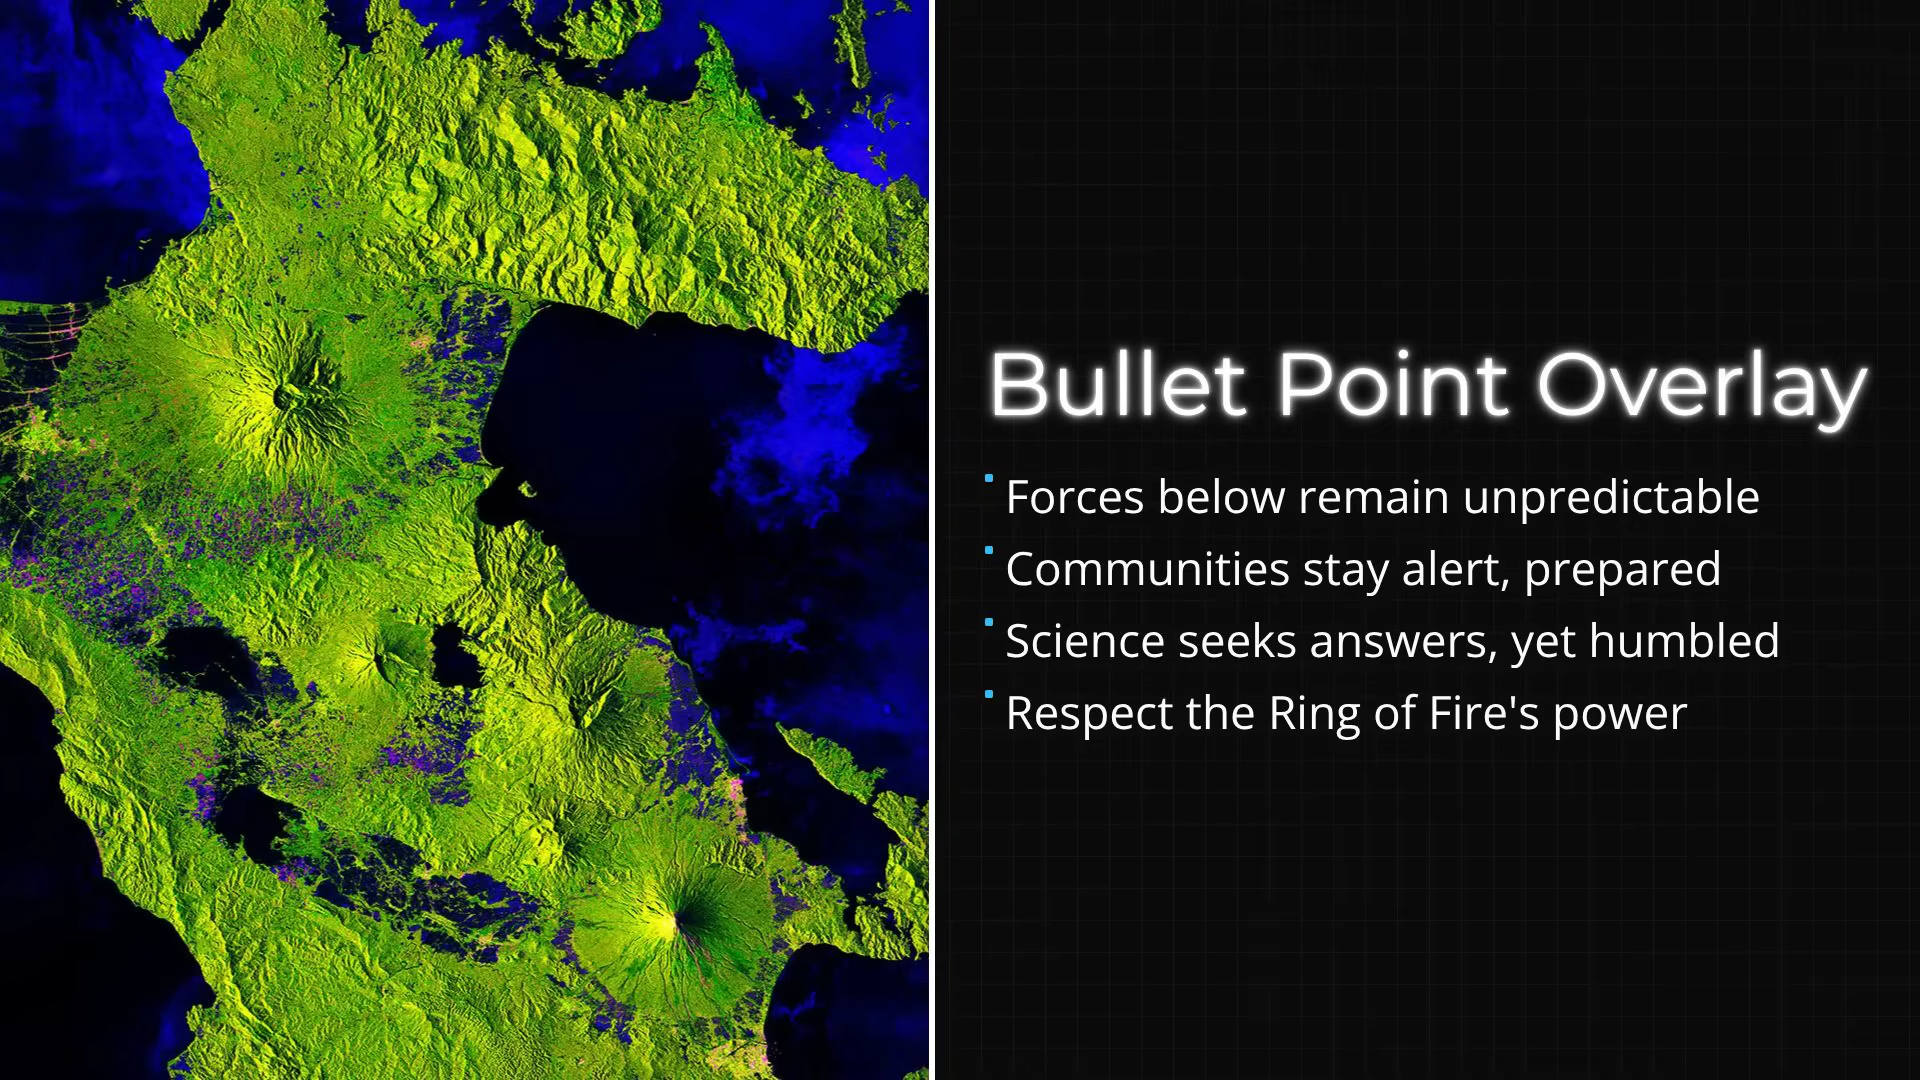 Bullet Point Overlay
Forces below remain unpredictable
Communities stay alert, prepared
Science seeks answers, yet humbled
Respect the Ring of Fire's power